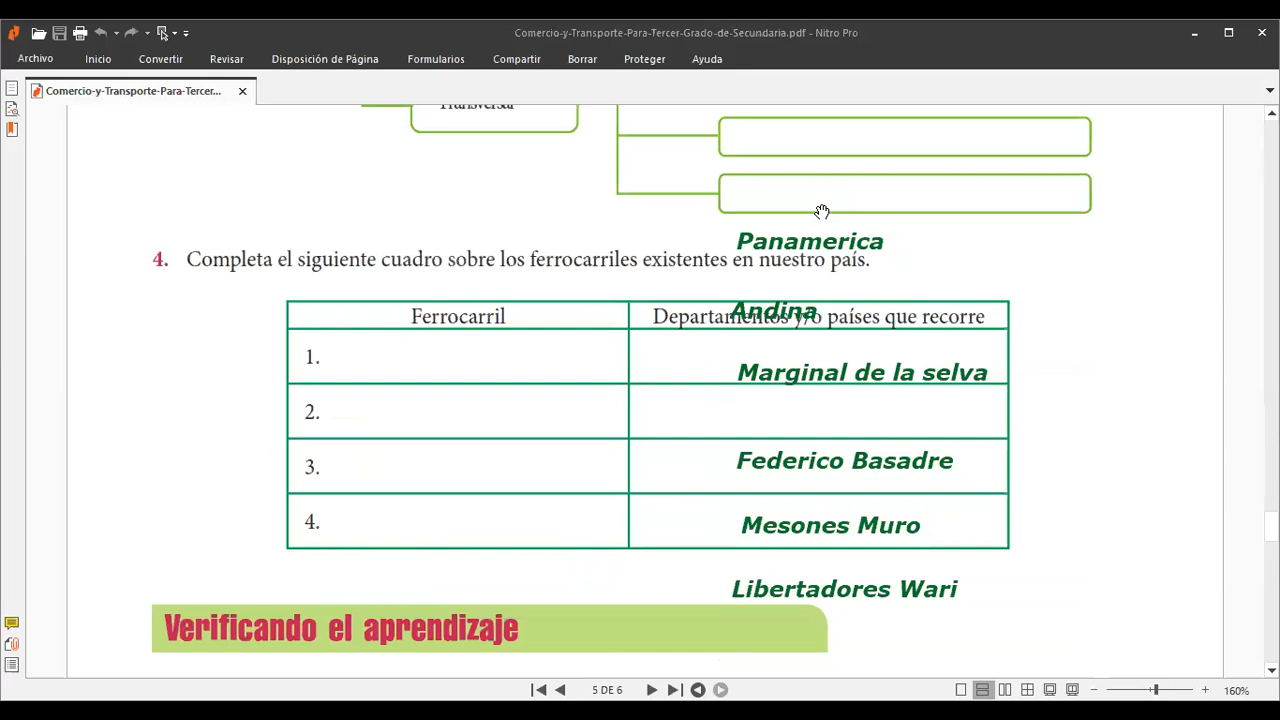 Comercio-y-Transporte-Para-Tercer-Grado-de-Secundaria.pdf - Nitro Pro
Archivo Inicio Convertir Revisar Disposición de Página Formularios Compartir Borrar Proteger Ayuda
Comercio-y-Transporte-Para-Tercer...
Transversal
Panamerica
4. Completa el siguiente cuadro sobre los ferrocarriles existentes en nuestro país.
Andina
Ferrocarril Departamentos y/o países que recorre
1.
Marginal de la selva
2.
Federico Basadre
3.
4.
Mesones Muro
Libertadores Wari
Verificando el aprendizaje
5 DE 6
160%